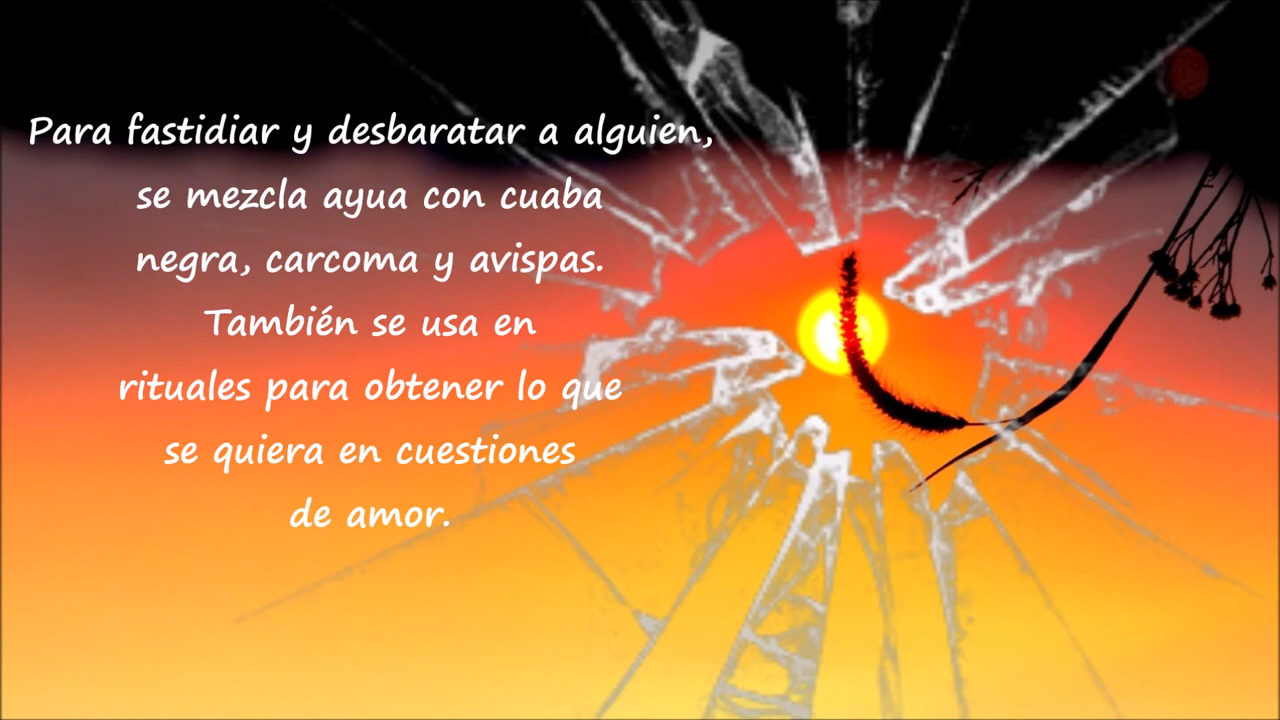 Para fastidiar y desbaratar a alguien,
se mezcla ayua con cuaba
negra, carcoma y avispas.
También se usa en
rituales para obtener lo que
se quiera en cuestiones
de amor.